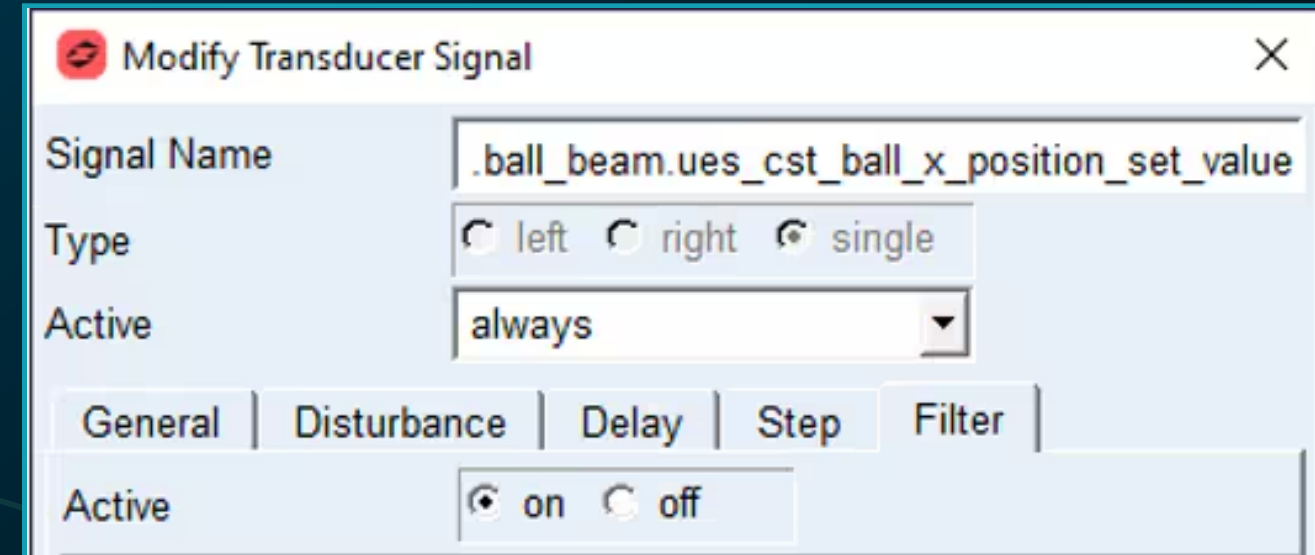 Modify Transducer Signal
Signal Name .ball_beam.ues_cst_ball_x_position_set_value
Type left right single
Active always
General Disturbance Delay Step Filter
Active on off